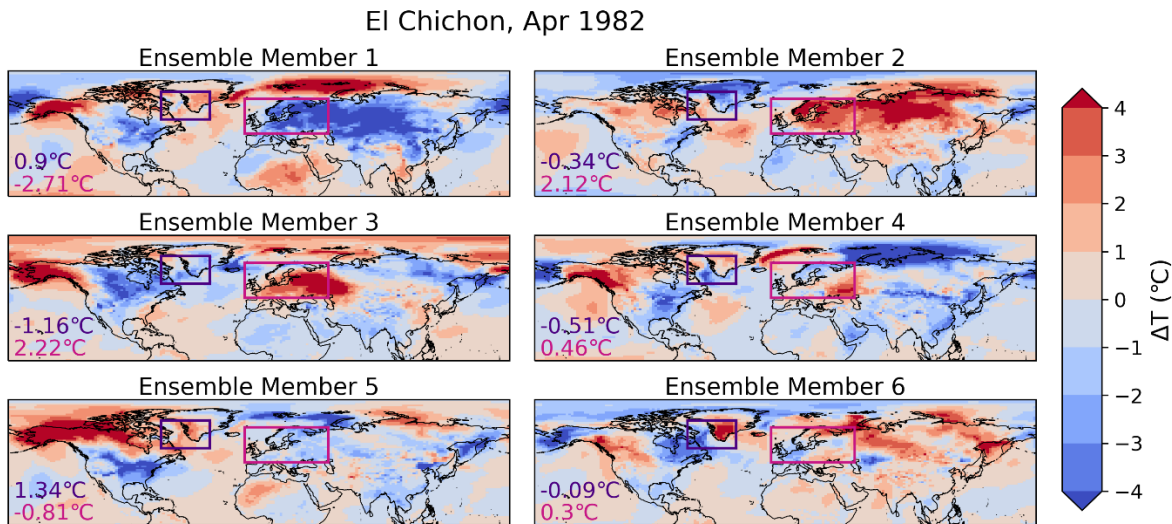 El Chichon, Apr 1982
Ensemble Member 1
Ensemble Member 2
0.9°C
-2.71°C
-0.34°C
2.12°C
Ensemble Member 3
Ensemble Member 4
-1.16°C
2.22°C
-0.51°C
0.46°C
Ensemble Member 5
Ensemble Member 6
1.34°C
-0.81°C
-0.09°C
0.3°C
4
3
2
1
0
−1
−2
−3
−4
ΔT (°C)